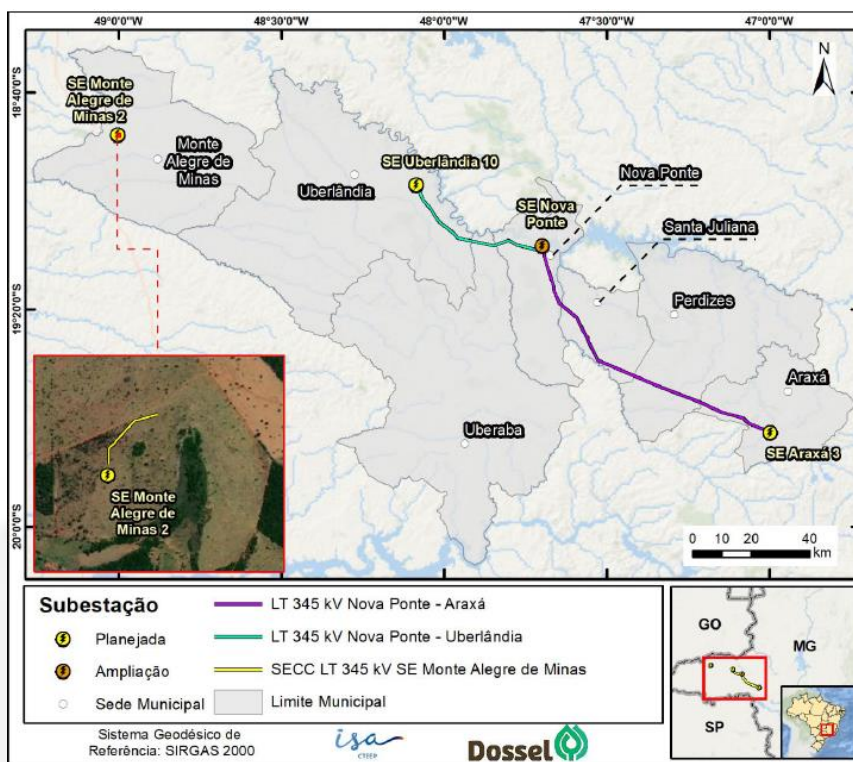 49°0'0"W
48°30'0"W
48°0'0"W
47°30'0"W
47°0'0"W
18°40'0"S
19°20'0"S
20°0'0"S
N
SE Monte
Alegre de
Minas 2
Monte
Alegre de
Minas
Uberlândia
SE Uberlândia 10
SE Nova
Ponte
Nova Ponte
Santa Juliana
Perdizes
Araxá
SE Araxá 3
Uberaba
SE Monte
Alegre de
Minas 2
0 10 20 40
km
Subestação
Planejada
Ampliação
Sede Municipal
LT 345 kV Nova Ponte - Araxá
LT 345 kV Nova Ponte - Uberlândia
SECC LT 345 kV SE Monte Alegre de Minas
Limite Municipal
GO
MG
SP
Sistema Geodésico de
Referência: SIRGAS 2000
isa
CTEEP
Dossel